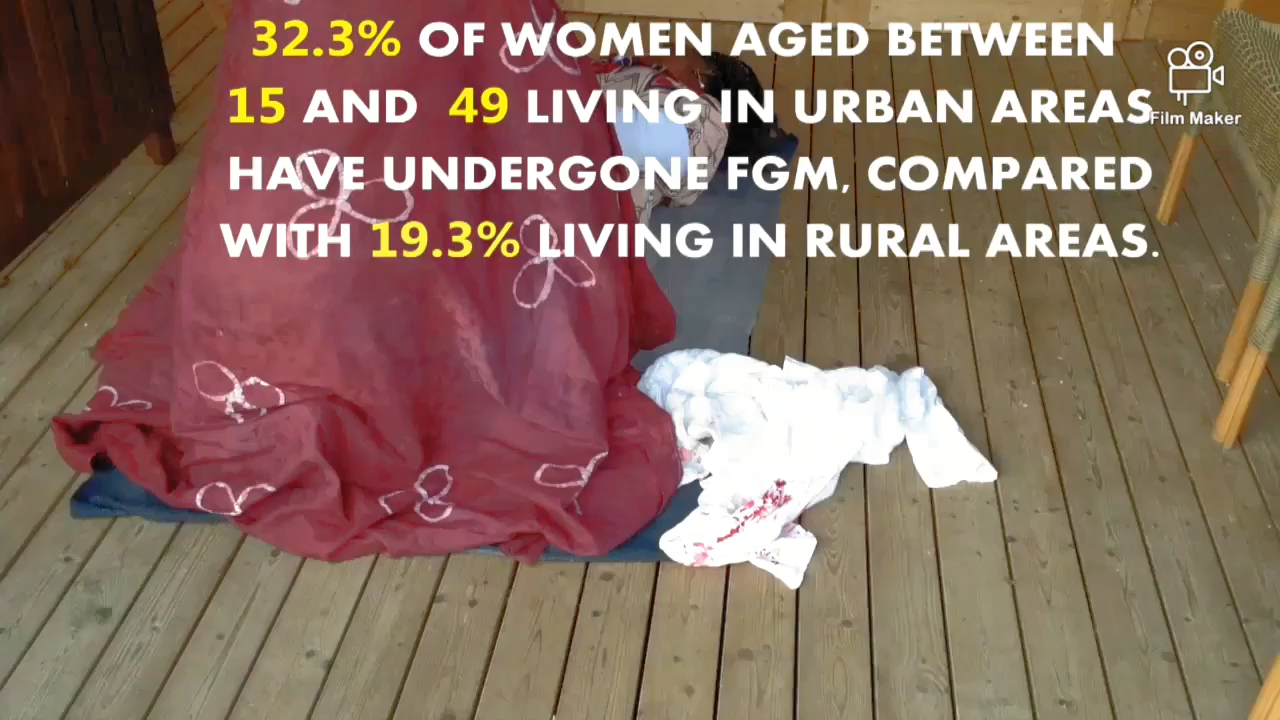 32.3% OF WOMEN AGED BETWEEN
15 AND 49 LIVING IN URBAN AREAS
HAVE UNDERGONE FGM, COMPARED
WITH 19.3% LIVING IN RURAL AREAS.
Film Maker